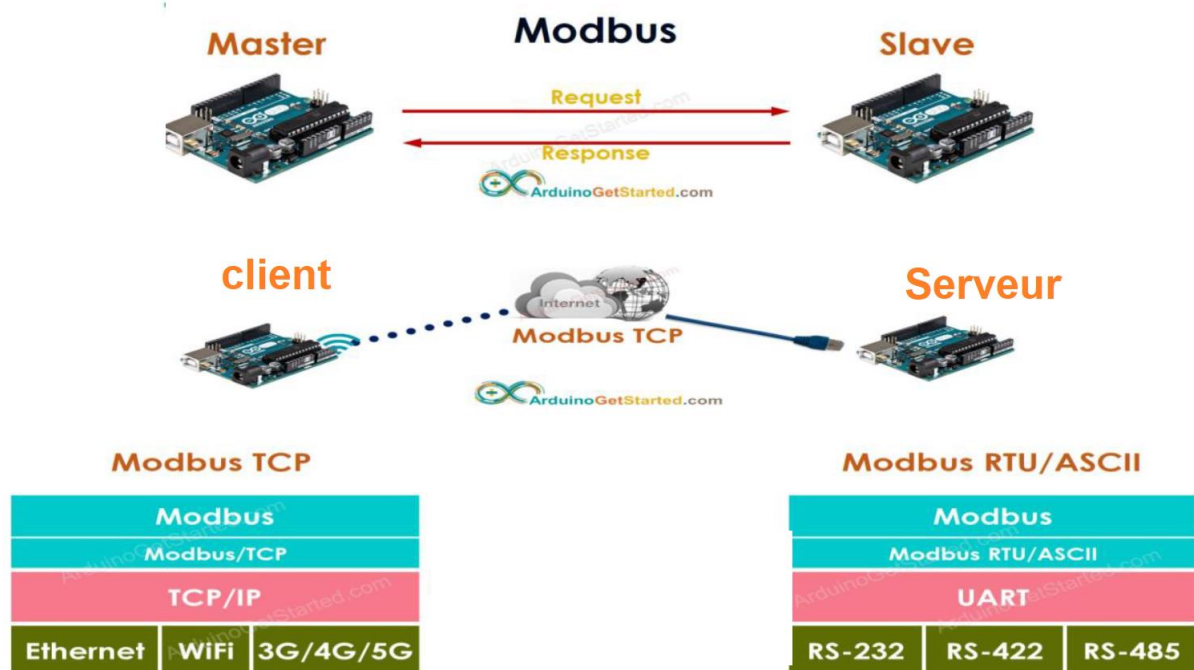 Modbus
Master
Slave
Request
Response
ArduinoGetStarted.com
client
Serveur
Internet
Modbus TCP
ArduinoGetStarted.com
Modbus TCP
Modbus
Modbus/TCP
TCP/IP
Ethernet WiFi 3G/4G/5G
Modbus RTU/ASCII
Modbus
Modbus RTU/ASCII
UART
RS-232 RS-422 RS-485